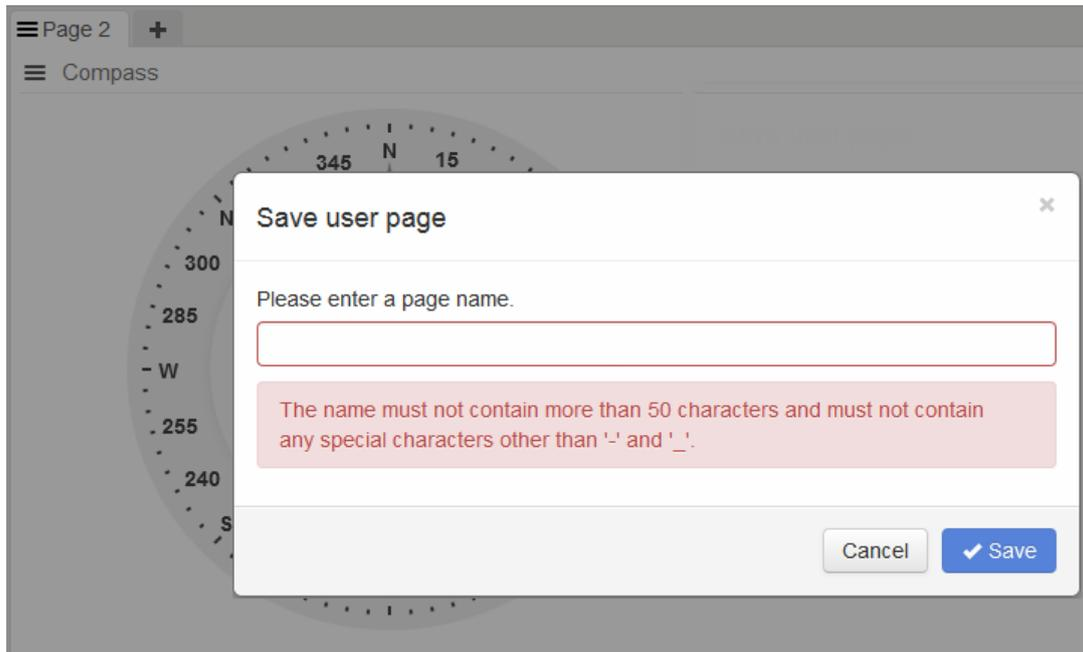 Page 2
Compass
345 N 15
N
300
285
W
255
240
S
Save user page
Please enter a page name.
The name must not contain more than 50 characters and must not contain
any special characters other than '-' and '_'.
Cancel
Save